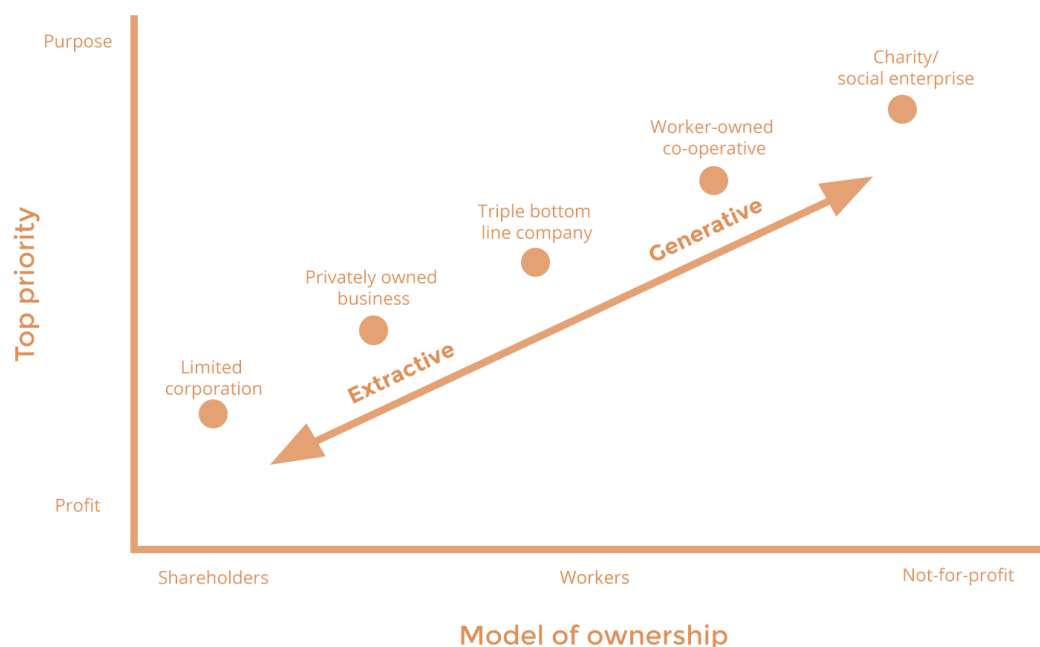 Purpose
Charity/
social enterprise
Worker-owned
co-operative
Triple bottom
line company
Generative
Privately owned
business
Top priority
Extractive
Limited
corporation
Profit
Shareholders
Workers
Not-for-profit
Model of ownership